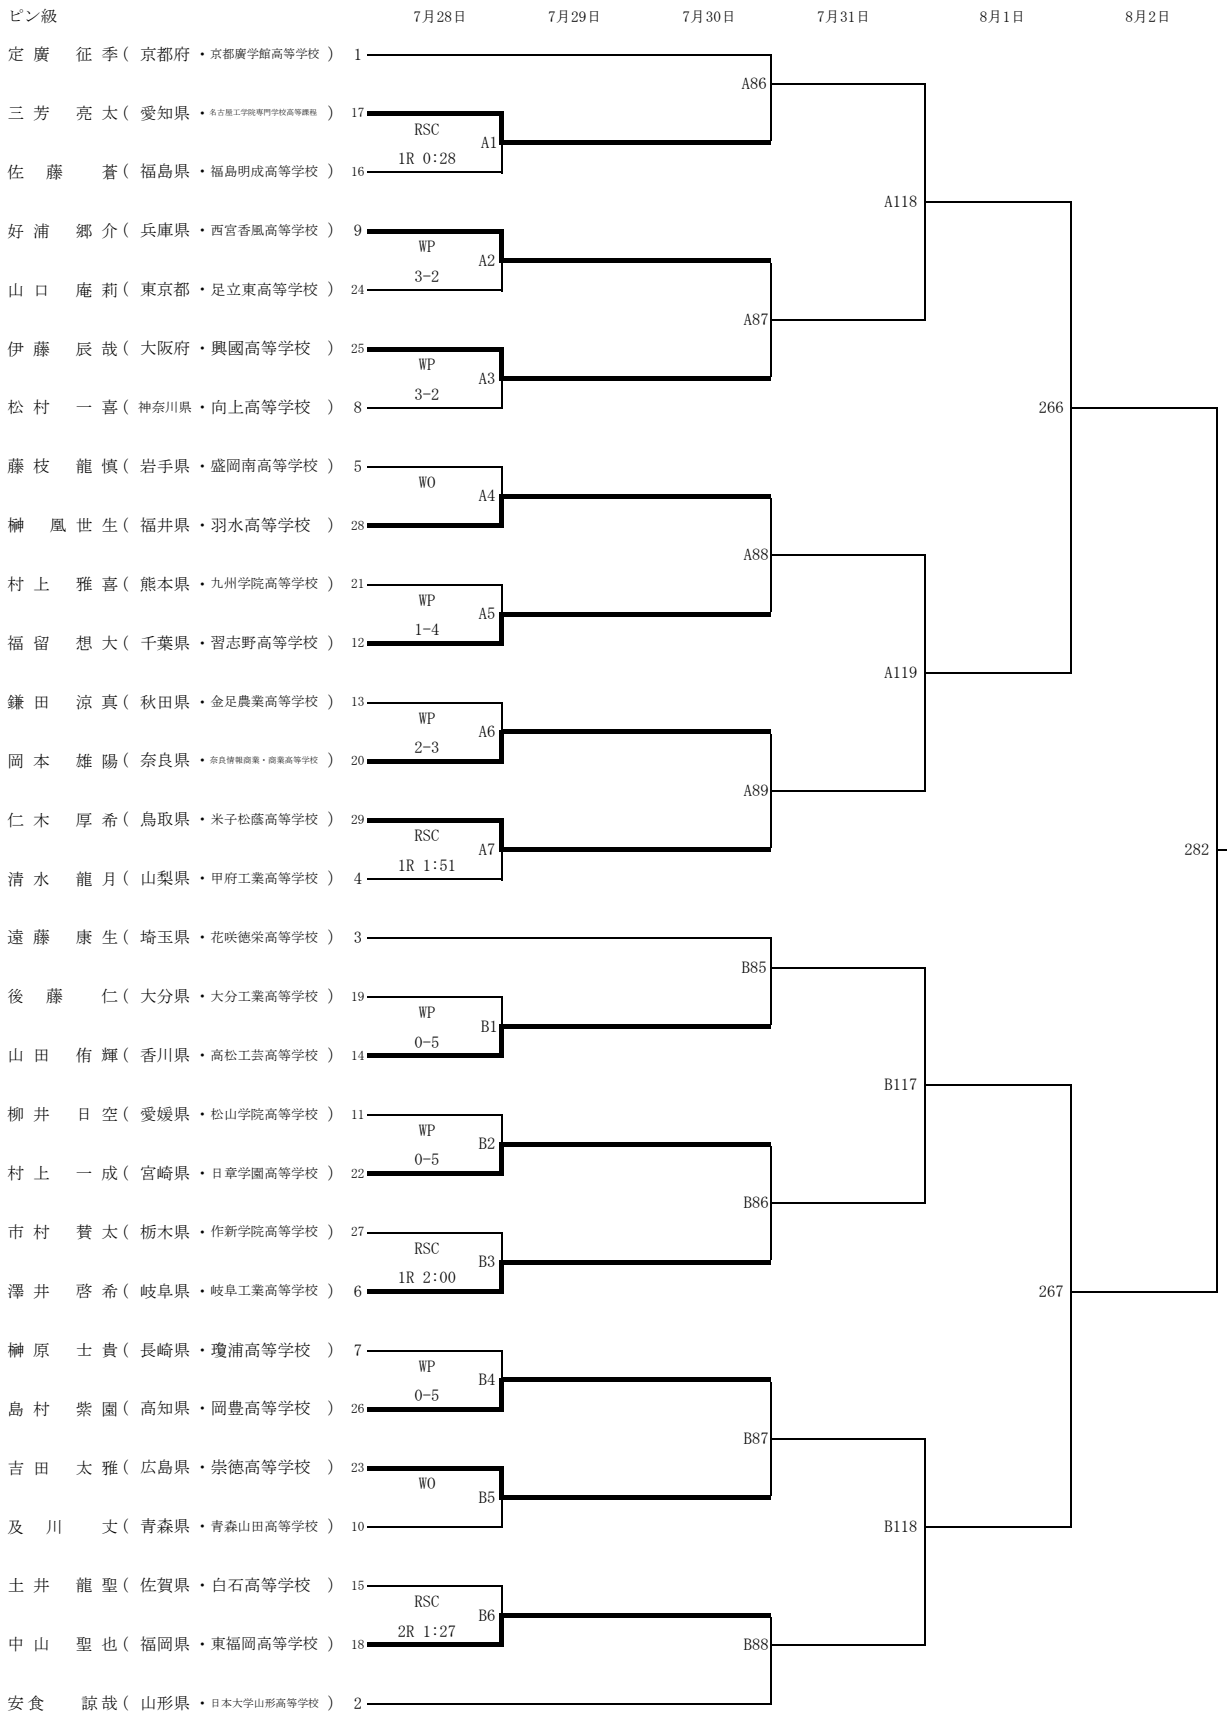 ピン級 7月28日 7月29日 7月30日 7月31日 8月1日 8月2日
定廣 征季(京都府・京都廣学館高等学校) 1
A86
三芳 亮太(愛知県・名古屋工学院専門学校高等課程) 17
RSC
A1
1R 0:28
佐藤 蒼(福島県・福島明成高等学校) 16
A118
好浦 郷介(兵庫県・西宮香風高等学校) 9
WP
A2
3-2
山口 庵莉(東京都・足立東高等学校) 24
A87
伊藤 辰哉(大阪府・興國高等学校) 25
WP
A3
3-2
松村 一喜(神奈川県・向上高等学校) 8
266
藤枝 龍慎(岩手県・盛岡南高等学校) 5
WO
A4
榊 凰世生(福井県・羽水高等学校) 28
A88
村上 雅喜(熊本県・九州学院高等学校) 21
WP
A5
1-4
福留 想大(千葉県・習志野高等学校) 12
A119
鎌田 涼真(秋田県・金足農業高等学校) 13
WP
A6
2-3
岡本 雄陽(奈良県・奈良情報商業・商業高等学校) 20
A89
仁木 厚希(鳥取県・米子松蔭高等学校) 29
RSC
A7
282
1R 1:51
清水 龍月(山梨県・甲府工業高等学校) 4
遠藤 康生(埼玉県・花咲徳栄高等学校) 3
B85
後藤 仁(大分県・大分工業高等学校) 19
WP
B1
0-5
山田 侑輝(香川県・高松工芸高等学校) 14
B117
柳井 日空(愛媛県・松山学院高等学校) 11
WP
B2
0-5
村上 一成(宮崎県・日章学園高等学校) 22
B86
市村 賛太(栃木県・作新学院高等学校) 27
RSC
B3
1R 2:00
澤井 啓希(岐阜県・岐阜工業高等学校) 6
267
榊原 士貴(長崎県・瓊浦高等学校) 7
WP
B4
0-5
島村 紫園(高知県・岡豊高等学校) 26
B87
吉田 太雅(広島県・崇徳高等学校) 23
WO
B5
及川 丈(青森県・青森山田高等学校) 10
B118
土井 龍聖(佐賀県・白石高等学校) 15
RSC
B6
2R 1:27
中山 聖也(福岡県・東福岡高等学校) 18
B88
安食 諒哉(山形県・日本大学山形高等学校) 2